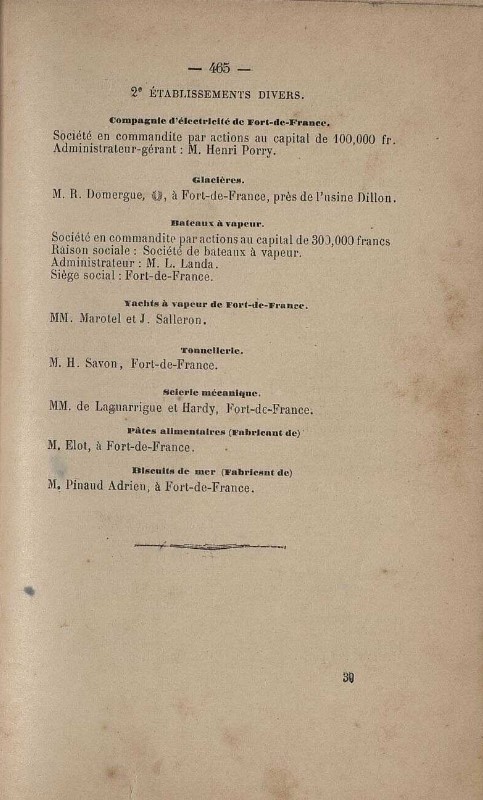 — 465 —
2e ÉTABLISSEMENTS DIVERS.
Compagnie d'électricité de Fort-de-France.
Société en commandite par actions au capital de 100,000 fr.
Administrateur-gérant : M. Henri Porry.
Glacières.
M. R. Domergue, à Fort-de-France, près de l'usine Dillon.
Bateaux à vapeur.
Société en commandite par actions au capital de 300,000 francs
Raison sociale : Société de bateaux à vapeur.
Administrateur : M. L. Landa.
Siège social : Fort-de-France.
Yachts à vapeur de Fort-de-France.
MM. Marotel et J. Salleron.
Tonnellerie.
M. H. Savon, Fort-de-France.
Scierie mécanique.
MM. de Laguarrigue et Hardy, Fort-de-France.
Pâtes alimentaires (Fabricant de)
M. Elot, à Fort-de-France.
Biscuits de mer (Fabricant de)
M. Pinaud Adrien, à Fort-de-France.
30